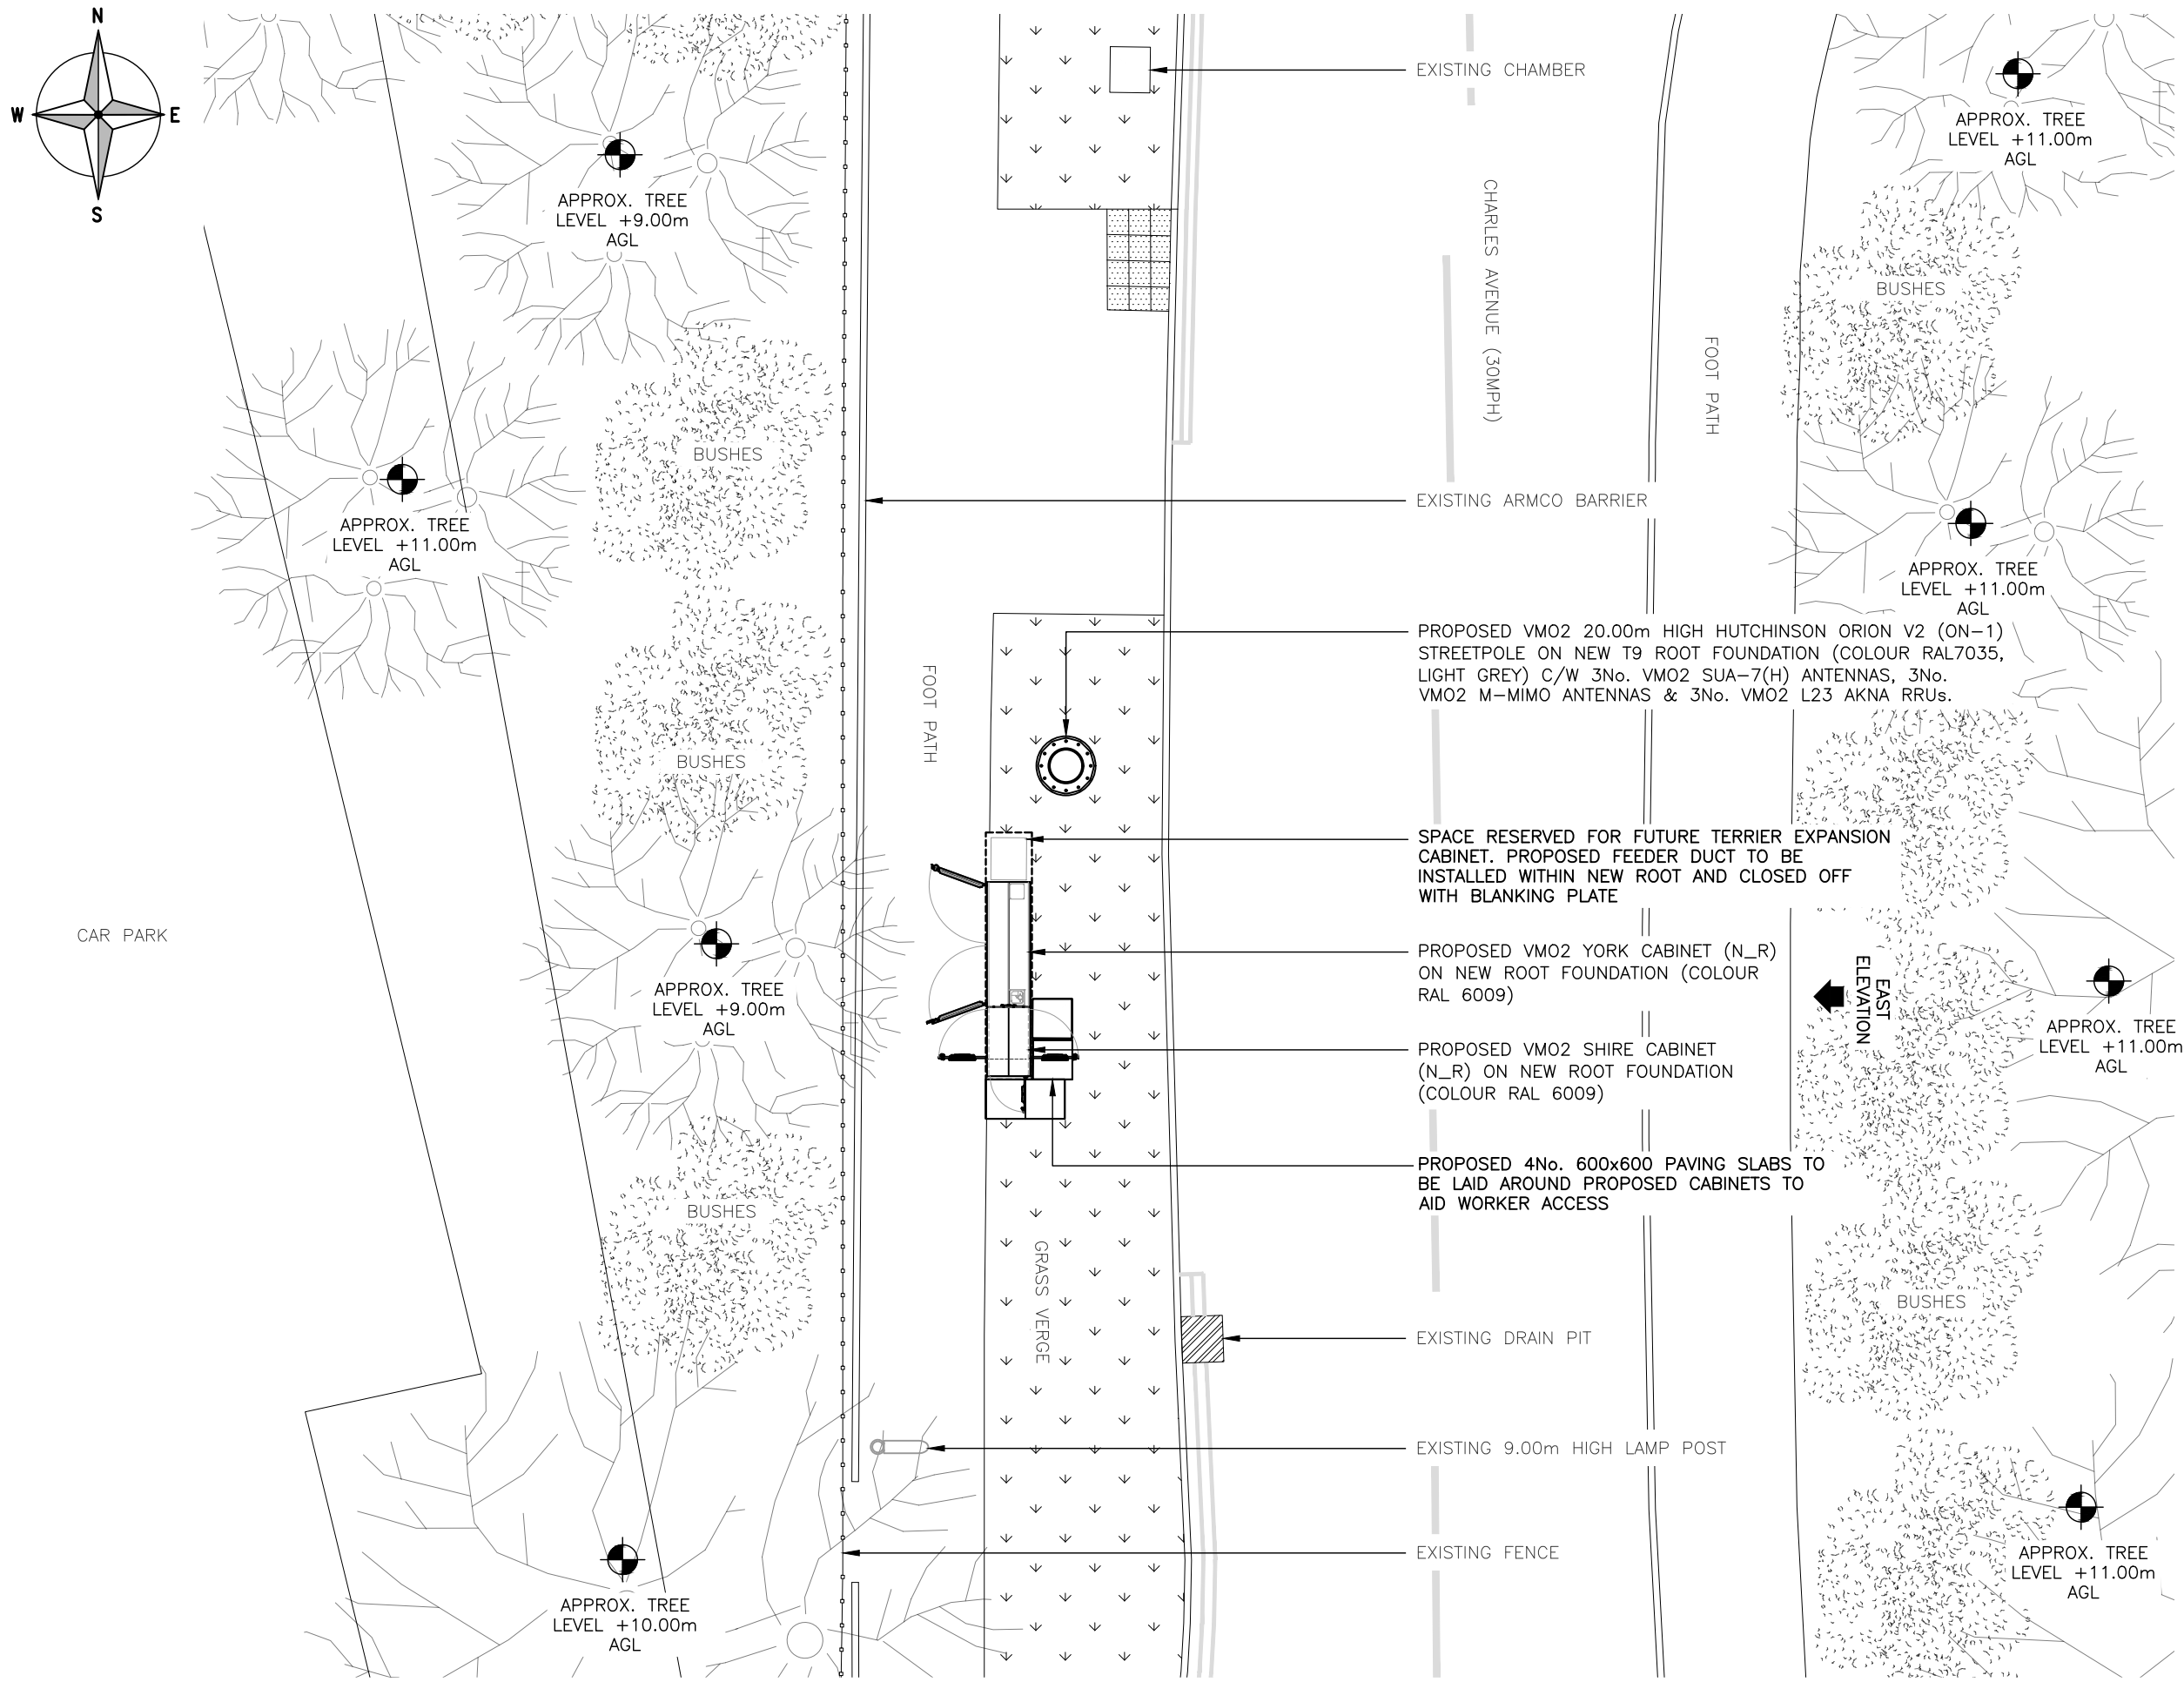 N
W
E
S
EXISTING CHAMBER
APPROX. TREE
LEVEL +11.00m
AGL
APPROX. TREE
LEVEL +9.00m
AGL
CHARLES AVENUE (30MPH)
BUSHES
FOOT PATH
BUSHES
EXISTING ARMCO BARRIER
APPROX. TREE
LEVEL +11.00m
AGL
APPROX. TREE
LEVEL +11.00m
AGL
PROPOSED VMO2 20.00m HIGH HUTCHINSON ORION V2 (ON-1)
STREETPOLE ON NEW T9 ROOT FOUNDATION (COLOUR RAL7035,
LIGHT GREY) C/W 3No. VMO2 SUA-7(H) ANTENNAS, 3No.
VMO2 M-MIMO ANTENNAS & 3No. VMO2 L23 AKNA RRUs.
FOOT PATH
BUSHES
SPACE RESERVED FOR FUTURE TERRIER EXPANSION
CABINET. PROPOSED FEEDER DUCT TO BE
INSTALLED WITHIN NEW ROOT AND CLOSED OFF
WITH BLANKING PLATE
CAR PARK
PROPOSED VMO2 YORK CABINET (N_R)
ON NEW ROOT FOUNDATION (COLOUR
RAL 6009)
EAST
ELEVATION
APPROX. TREE
LEVEL +9.00m
AGL
APPROX. TREE
LEVEL +11.00m
AGL
PROPOSED VMO2 SHIRE CABINET
(N_R) ON NEW ROOT FOUNDATION
(COLOUR RAL 6009)
PROPOSED 4No. 600x600 PAVING SLABS TO
BE LAID AROUND PROPOSED CABINETS TO
AID WORKER ACCESS
BUSHES
GRASS VERGE
BUSHES
EXISTING DRAIN PIT
EXISTING 9.00m HIGH LAMP POST
EXISTING FENCE
APPROX. TREE
LEVEL +11.00m
AGL
APPROX. TREE
LEVEL +10.00m
AGL